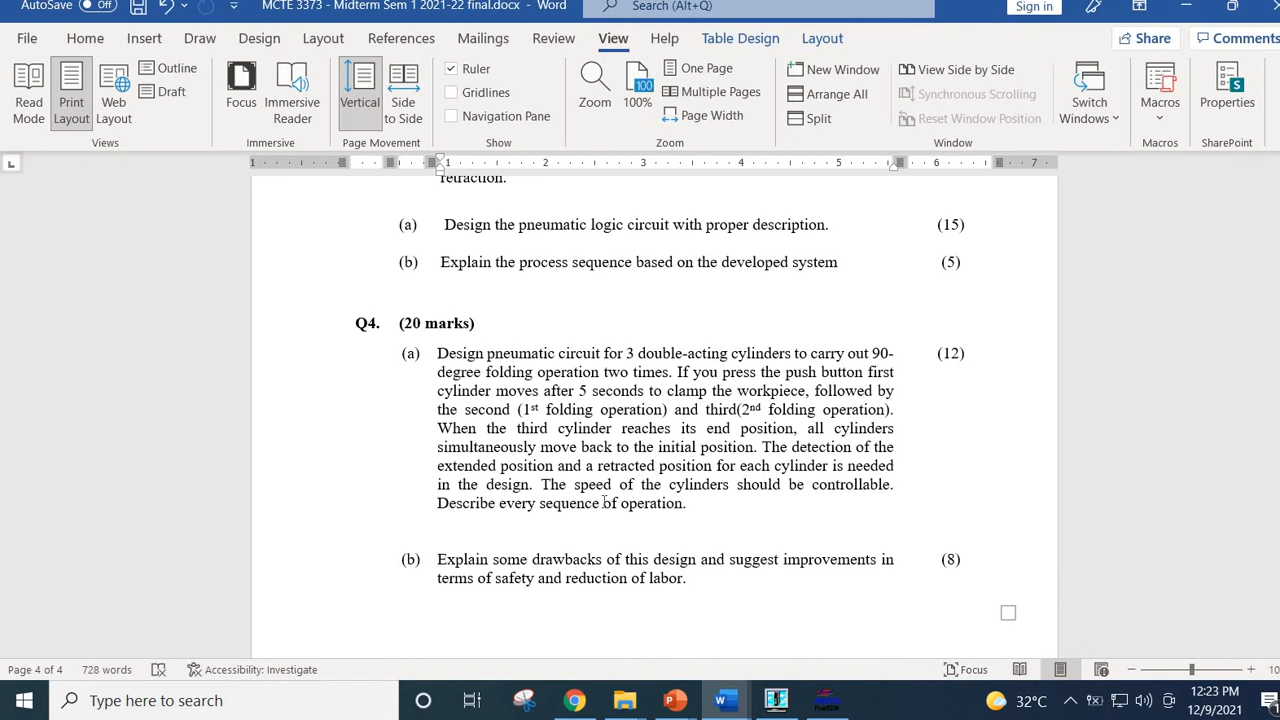 AutoSave Off MCTE 3373 - Midterm Sem 1 2021-22 final.docx - Word Search (Alt+Q) Sign in
File Home Insert Draw Design Layout References Mailings Review View Help Table Design Layout Share Comments
Read Mode
Print Layout
Web Layout
Outline
Draft
Views
Focus
Immersive Reader
Immersive
Vertical
Side to Side
Page Movement
Ruler
Gridlines
Navigation Pane
Show
Zoom
100
100%
One Page
Multiple Pages
Page Width
Zoom
New Window
Arrange All
Split
View Side by Side
Synchronous Scrolling
Reset Window Position
Window
Switch Windows
Macros
Macros
Properties
SharePoint
1 1 2 3 4 5 6 7
retraction.
(a) Design the pneumatic logic circuit with proper description. (15)
(b) Explain the process sequence based on the developed system (5)
Q4. (20 marks)
(a) Design pneumatic circuit for 3 double-acting cylinders to carry out 90- (12)
degree folding operation two times. If you press the push button first
cylinder moves after 5 seconds to clamp the workpiece, followed by
the second (1st folding operation) and third(2nd folding operation).
When the third cylinder reaches its end position, all cylinders
simultaneously move back to the initial position. The detection of the
extended position and a retracted position for each cylinder is needed
in the design. The speed of the cylinders should be controllable.
Describe every sequence of operation.
(b) Explain some drawbacks of this design and suggest improvements in (8)
terms of safety and reduction of labor.
Page 4 of 4 728 words Accessibility: Investigate Focus 10
Type here to search 32°C 12:23 PM
12/9/2021